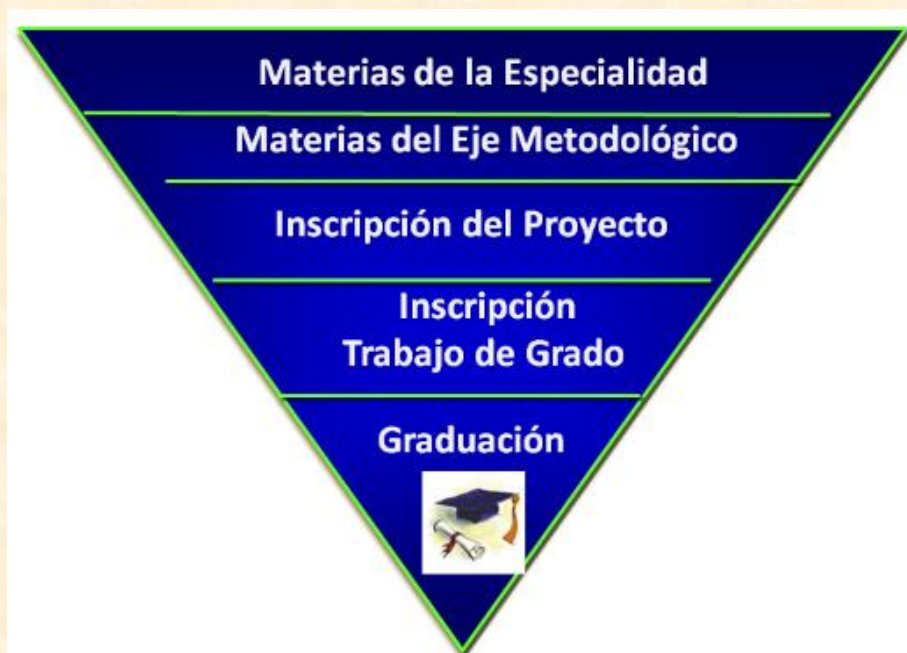 Materias de la Especialidad
Materias del Eje Metodológico
Inscripción del Proyecto
Inscripción
Trabajo de Grado
Graduación